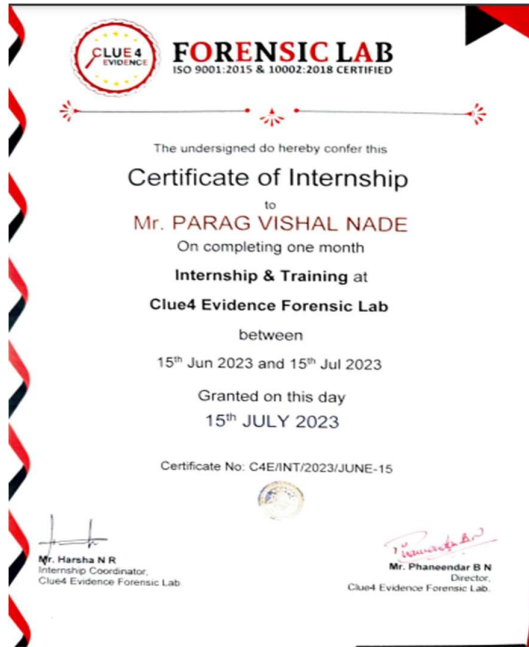 CLUE 4
EVIDENCE
FORENSIC LAB
ISO 9001:2015 & 10002:2018 CERTIFIED
The undersigned do hereby confer this
Certificate of Internship
to
Mr. PARAG VISHAL NADE
On completing one month
Internship & Training at
Clue4 Evidence Forensic Lab
between
15th Jun 2023 and 15th Jul 2023
Granted on this day
15th JULY 2023
Certificate No: C4E/INT/2023/JUNE-15
Mr. Harsha N R
Internship Coordinator,
Clue4 Evidence Forensic Lab
Mr. Phaneendar B N
Director,
Clue4 Evidence Forensic Lab.